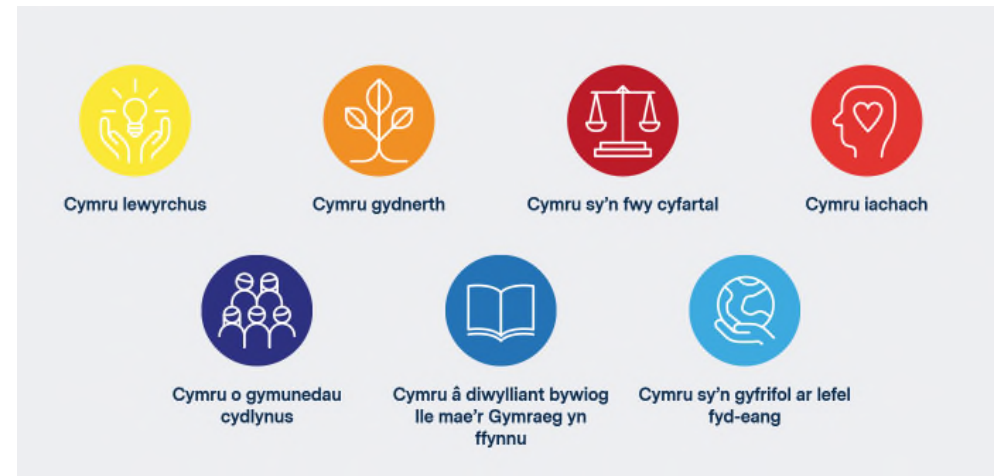 Cymru lewyrchus
Cymru gydnerth
Cymru sy'n fwy cyfartal
Cymru iachach
Cymru o gymunedau
cydlynus
Cymru â diwylliant bywiog
lle mae'r Gymraeg yn
ffynnu
Cymru sy'n gyfrifol ar lefel
fyd-eang